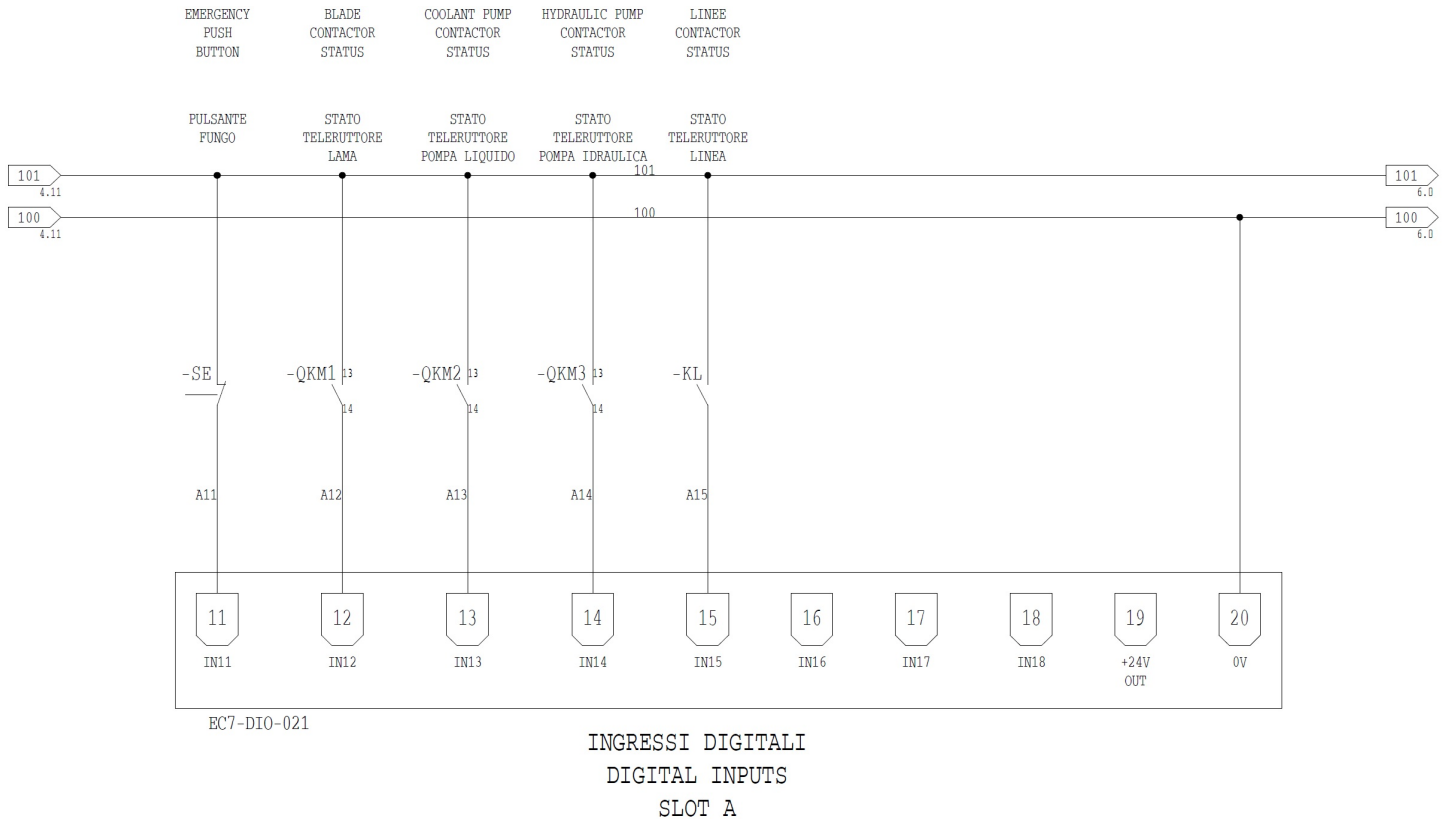 EMERGENCY
PUSH
BUTTON
BLADE
CONTACTOR
STATUS
COOLANT PUMP
CONTACTOR
STATUS
HYDRAULIC PUMP
CONTACTOR
STATUS
LINEE
CONTACTOR
STATUS
PULSANTE
FUNGO
STATO
TELERUTTORE
LAMA
STATO
TELERUTTORE
POMPA LIQUIDO
STATO
TELERUTTORE
POMPA IDRAULICA
STATO
TELERUTTORE
LINEA
101
4.11
101
101
6.0
100
4.11
100
100
6.0
-SE
-QKM1
13
14
-QKM2
13
14
-QKM3
13
14
-KL
A11
A12
A13
A14
A15
11
12
13
14
15
16
17
18
19
20
IN11
IN12
IN13
IN14
IN15
IN16
IN17
IN18
+24V
OUT
0V
EC7-DIO-021
INGRESSI DIGITALI
DIGITAL INPUTS
SLOT A